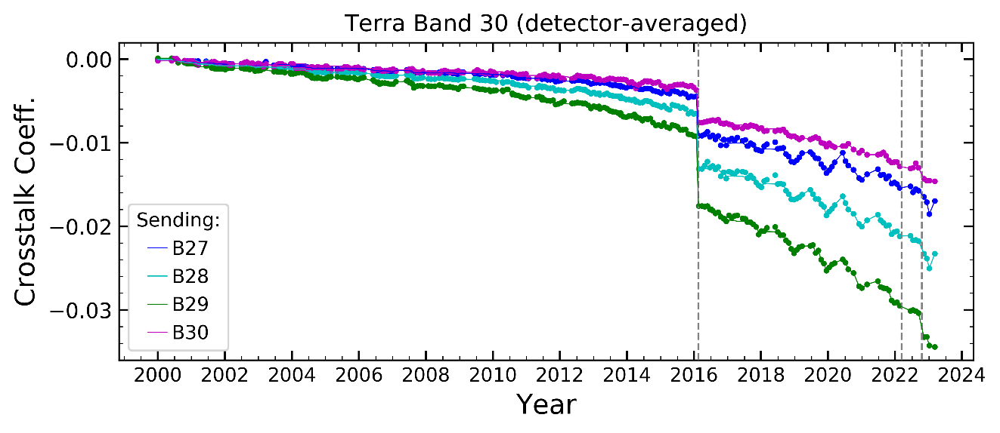 Terra Band 30 (detector-averaged)
Crosstalk Coeff.
0.00
−0.01
−0.02
−0.03
Sending:
B27
B28
B29
B30
2000 2002 2004 2006 2008 2010 2012 2014 2016 2018 2020 2022 2024
Year